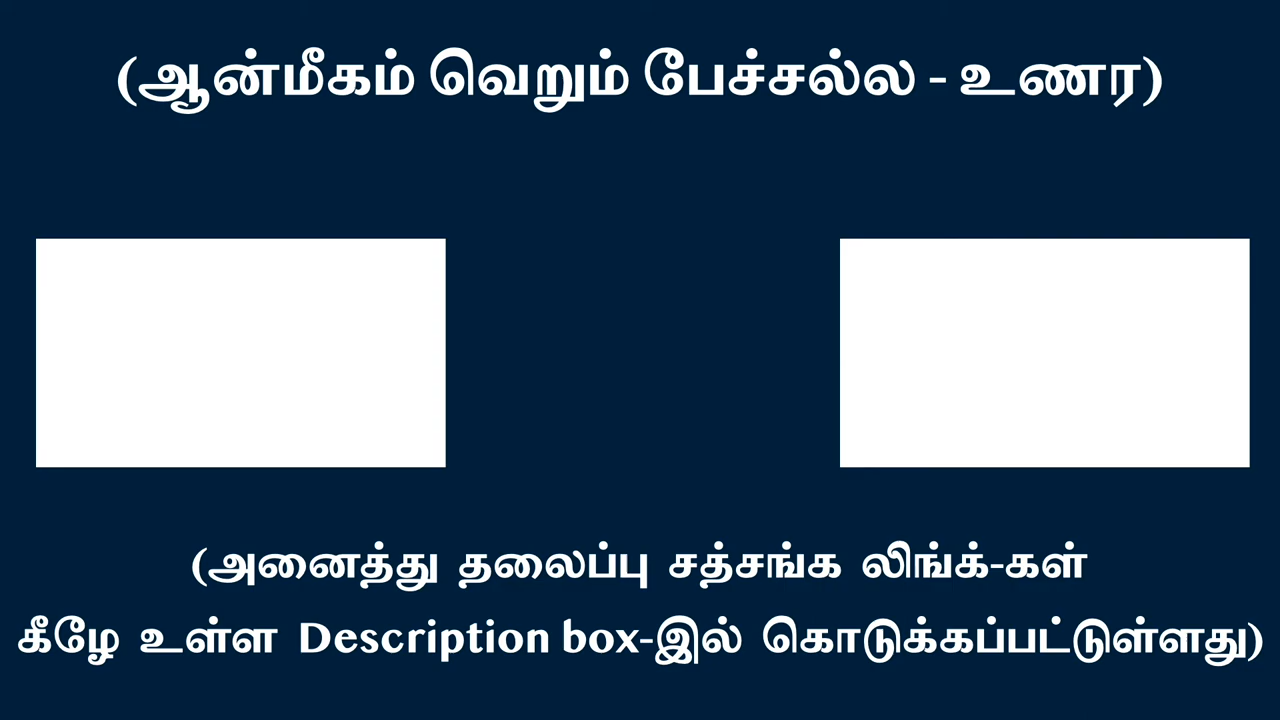 (ஆன்மீகம் வெறும் பேச்சல்ல - உணர)
(அனைத்து தலைப்பு சத்சங்க லிங்க்-கள்
கீழே உள்ள Description box-இல் கொடுக்கப்பட்டுள்ளது)